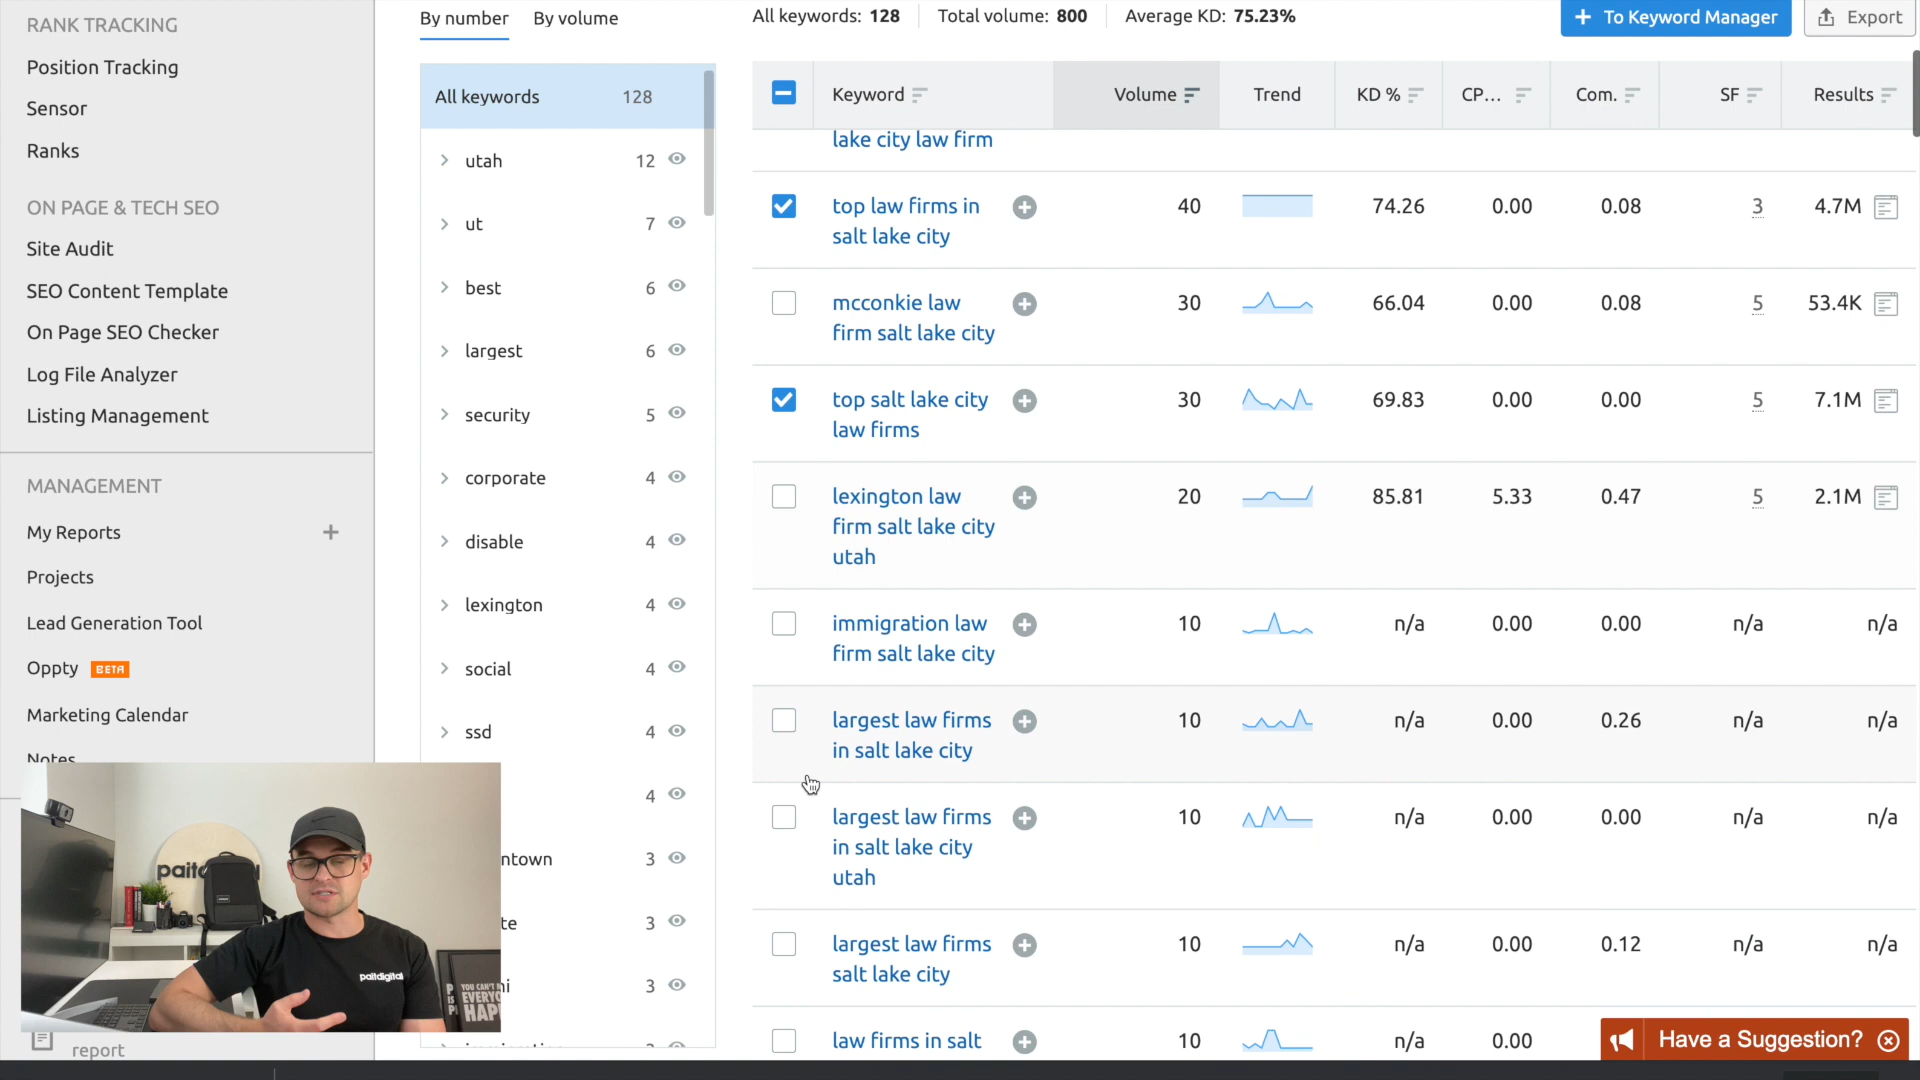 RANK TRACKING
Position Tracking
Sensor
Ranks
ON PAGE & TECH SEO
Site Audit
SEO Content Template
On Page SEO Checker
Log File Analyzer
Listing Management
MANAGEMENT
My Reports
Projects
Lead Generation Tool
Oppty BETA
Marketing Calendar
Notes
report
By number By volume
All keywords 128
utah 12
ut 7
best 6
largest 6
security 5
corporate 4
disable 4
lexington 4
social 4
ssd 4
4
ntown 3
te 3
ni 3
All keywords: 128 Total volume: 800 Average KD: 75.23%
To Keyword Manager Export
Keyword Volume Trend KD % CP... Com. SF Results
lake city law firm
top law firms in 40 74.26 0.00 0.08 3 4.7M
salt lake city
mcconkie law 30 66.04 0.00 0.08 5 53.4K
firm salt lake city
top salt lake city 30 69.83 0.00 0.00 5 7.1M
law firms
lexington law 20 85.81 5.33 0.47 5 2.1M
firm salt lake city
utah
immigration law 10 n/a 0.00 0.00 n/a n/a
firm salt lake city
largest law firms 10 n/a 0.00 0.26 n/a n/a
in salt lake city
largest law firms 10 n/a 0.00 0.00 n/a n/a
in salt lake city
utah
largest law firms 10 n/a 0.00 0.12 n/a n/a
salt lake city
law firms in salt 10 n/a 0.00
Have a Suggestion?
paitdigital
YOU CAN'T
EVERYO
HAP